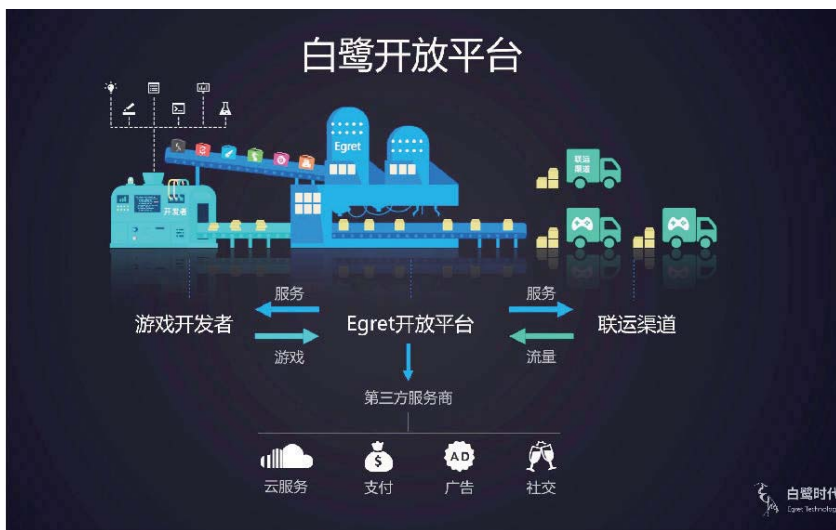 白鹭开放平台
Egret
联运
渠道
开发者
服务
服务
游戏开发者
Egret开放平台
联运渠道
游戏
流量
第三方服务商
$
AD
云服务
支付
广告
社交
白鹭时代
Egret Technology